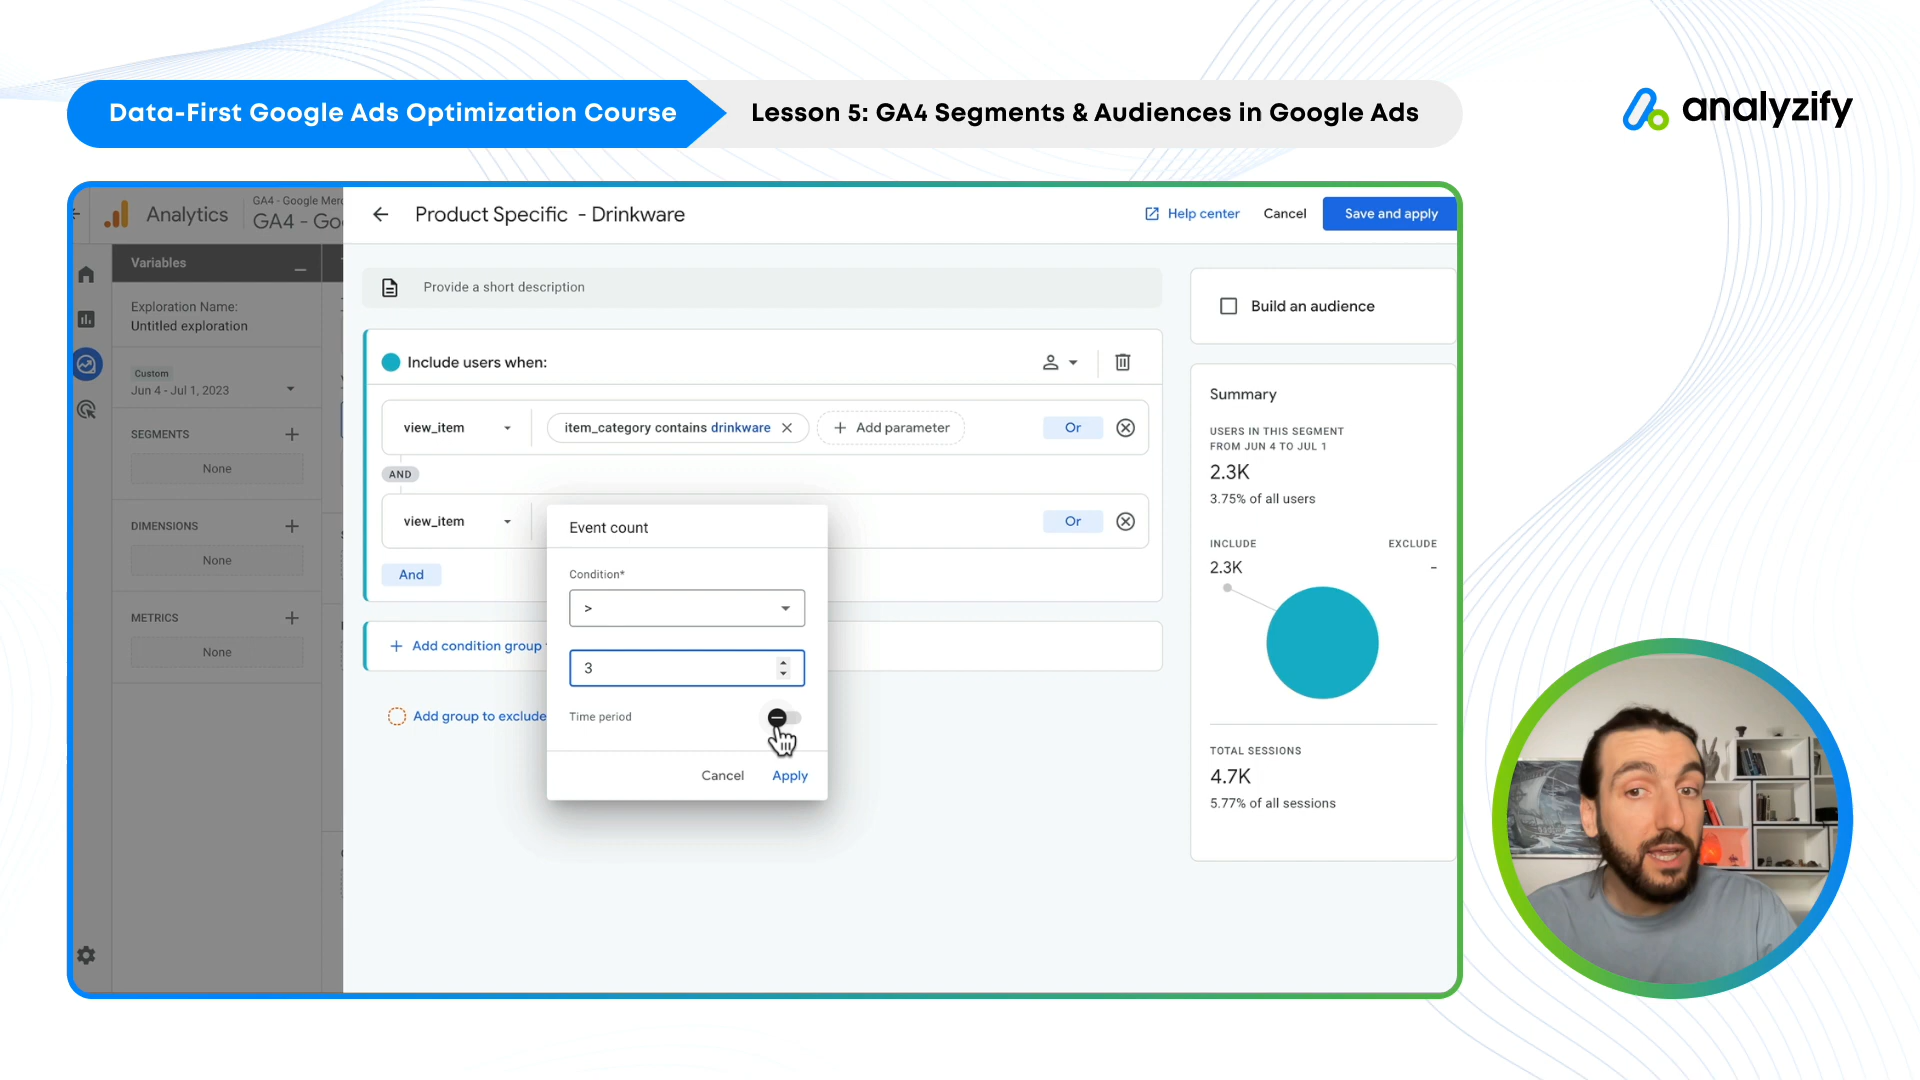 Data-First Google Ads Optimization Course
Lesson 5: GA4 Segments & Audiences in Google Ads
analyzify
Analytics
GA4 - Google Merc
GA4 - Go
Product Specific - Drinkware
Help center
Cancel
Save and apply
Variables
Exploration Name:
Untitled exploration
Custom
Jun 4 - Jul 1, 2023
SEGMENTS
None
DIMENSIONS
None
METRICS
None
Provide a short description
Include users when:
view_item
item_category contains drinkware
Add parameter
Or
AND
view_item
Or
And
Add condition group
Add group to exclude
Event count
Condition*
>
3
Time period
Cancel
Apply
Build an audience
Summary
USERS IN THIS SEGMENT
FROM JUN 4 TO JUL 1
2.3K
3.75% of all users
INCLUDE
EXCLUDE
2.3K
-
TOTAL SESSIONS
4.7K
5.77% of all sessions